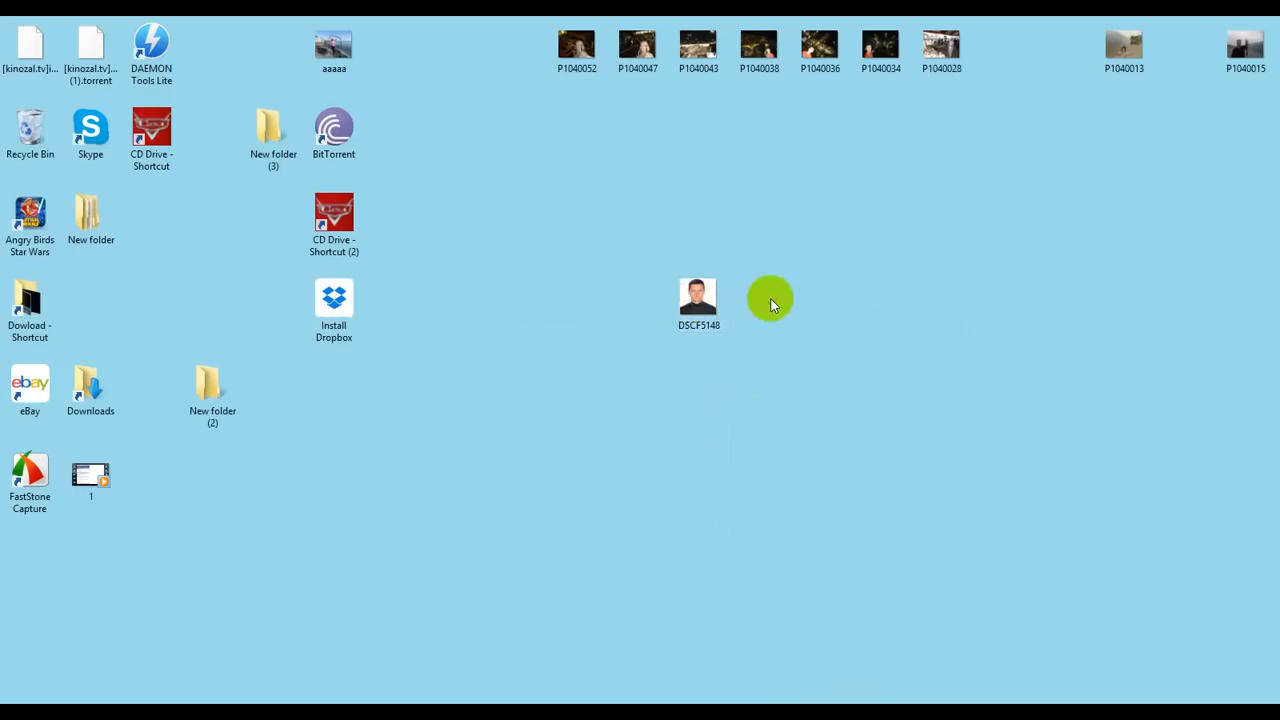 [kinozal.tv]i...
[kinozal.tv]...
(1).torrent
DAEMON
Tools Lite
aaaaa
P1040052
P1040047
P1040043
P1040038
P1040036
P1040034
P1040028
P1040013
P1040015
Recycle Bin
Skype
CD Drive -
Shortcut
New folder
(3)
BitTorrent
Angry Birds
Star Wars
New folder
CD Drive -
Shortcut (2)
Dowload -
Shortcut
Install
Dropbox
DSCF5148
ebay
eBay
Downloads
New folder
(2)
FastStone
Capture
1